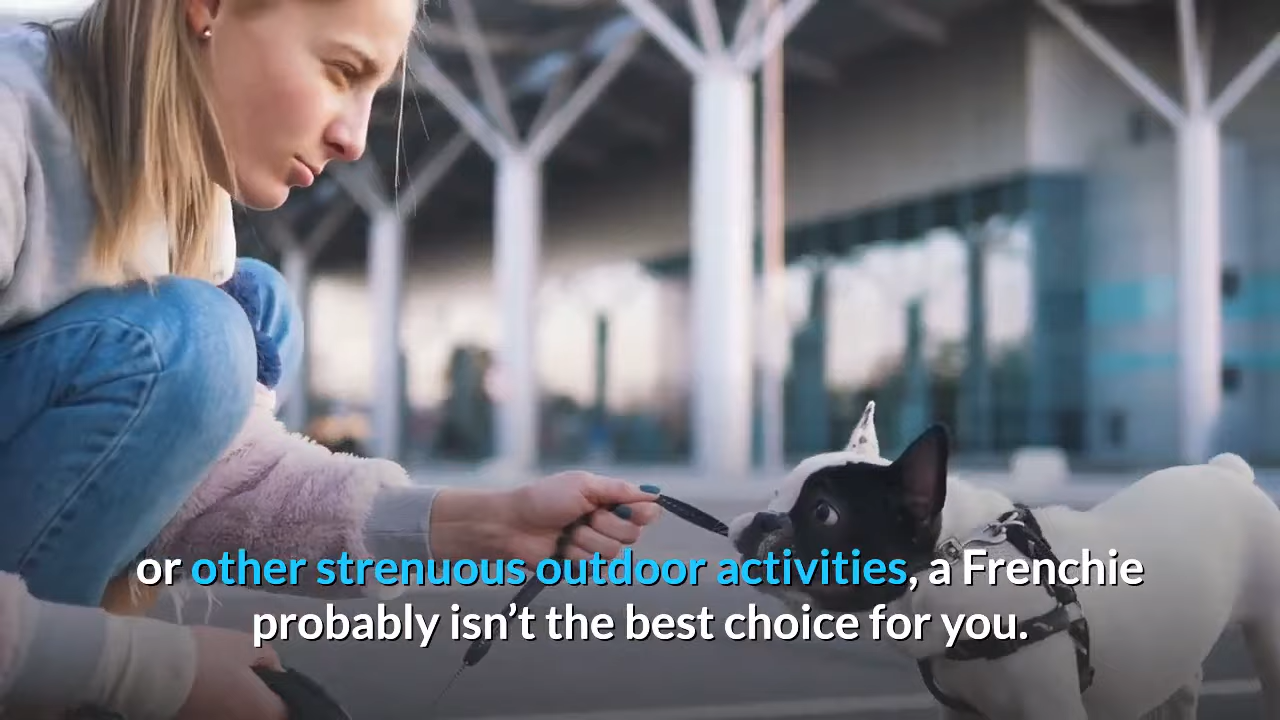 or other strenuous outdoor activities, a Frenchie
probably isn’t the best choice for you.